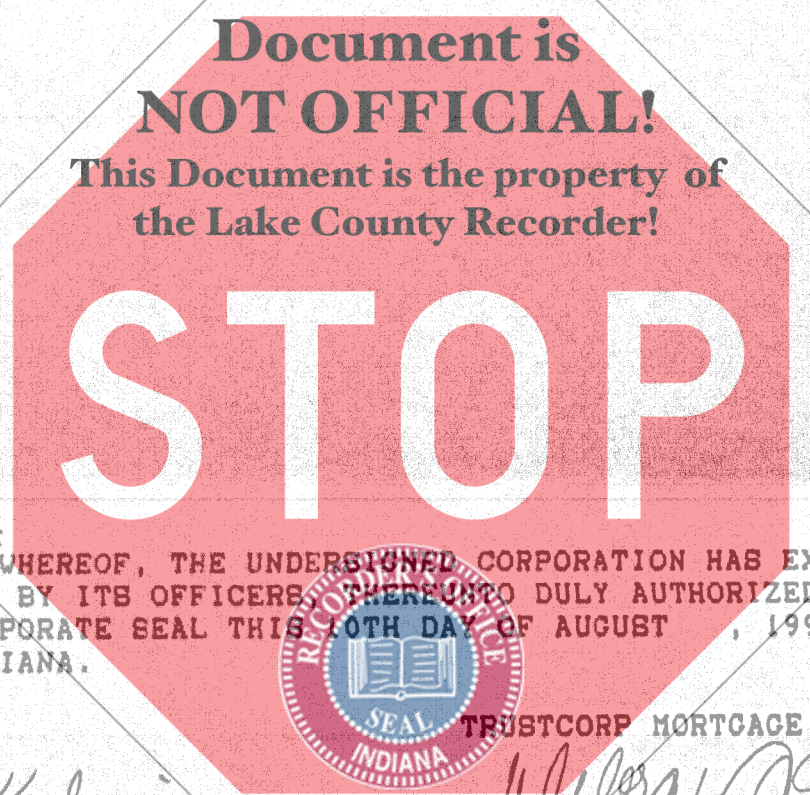 Document is
NOT OFFICIAL!
This Document is the property of
the Lake County Recorder!
STOP
WHEREOF, THE UNDERSIGNED CORPORATION HAS EX
BY ITS OFFICERS, THEREUNTO DULY AUTHORIZED
PORATE SEAL THIS 10TH DAY OF AUGUST , 199
IANA.
RECORDER'S OFFICE
SEAL
INDIANA
TRUSTCORP MORTGAGE